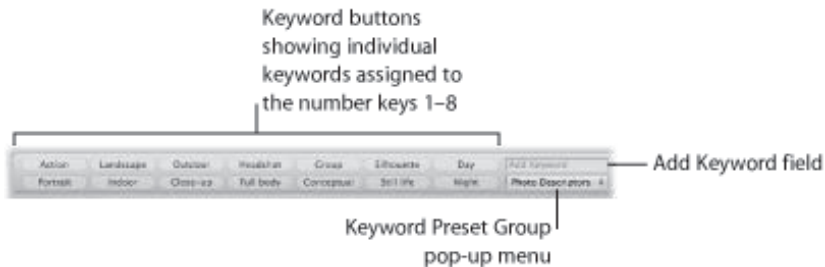 Keyword buttons
showing individual
keywords assigned to
the number keys 1–8
Action Landscape Outdoor Headshot Group Silhouette Day Add Keyword
Portrait Indoor Close-up Full body Conceptual Still life Night Photo Descriptors
Add Keyword field
Keyword Preset Group
pop-up menu